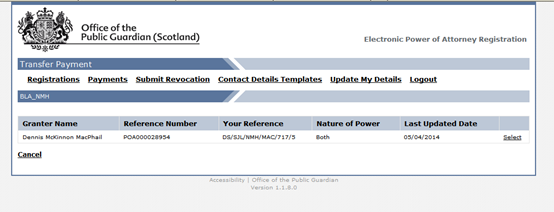 Office of the
Public Guardian (Scotland)
Electronic Power of Attorney Registration
Transfer Payment
Registrations Payments Submit Revocation Contact Details Templates Update My Details Logout
BLA_NMH
Granter Name Reference Number Your Reference Nature of Power Last Updated Date
Dennis McKinnon MacPhail POA000028954 DS/SJL/NMH/MAC/717/5 Both 05/04/2014 Select
Cancel
Accessibility | Office of the Public Guardian
Version 1.1.8.0